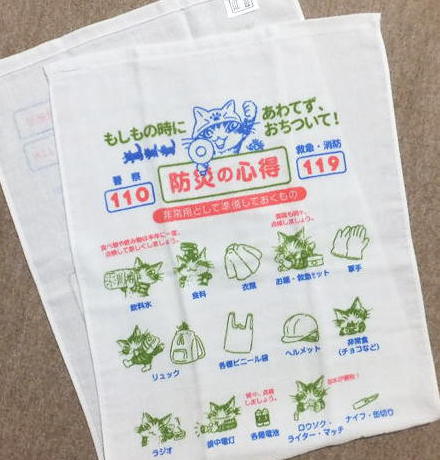 もしもの時に
あわてず、
おちついて!
警察
110
防災の心得
救急・消防
119
非常用として準備しておくもの
飲料水
食料
衣類
お薬・救急セット
軍手
リュック
各種ビニール袋
ヘルメット
非常食
(チョコなど)
ラジオ
懐中電灯
各種電池
ロウソク・
ライター・マッチ
ナイフ・缶切り